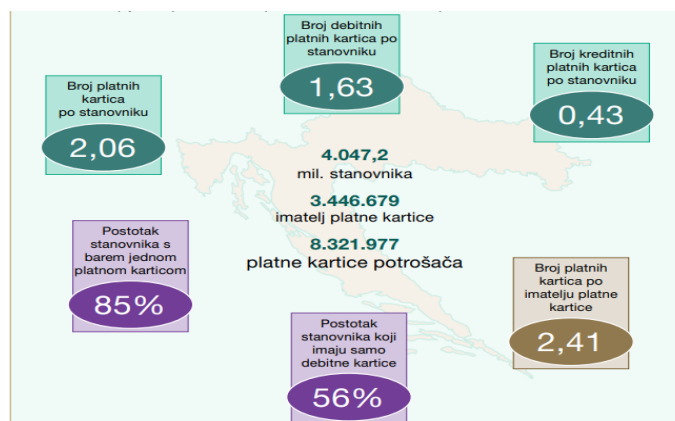 Broj platnih
kartica
po stanovniku
2,06
Broj debitnih
platnih kartica po
stanovniku
1,63
Broj kreditnih
platnih kartica
po stanovniku
0,43
4.047,2
mil. stanovnika
3.446.679
imatelj platne kartice
8.321.977
platne kartice potrošača
Postotak
stanovnika s
barem jednom
platnom karticom
85%
Postotak
stanovnika koji
imaju samo
debitne kartice
56%
Broj platnih
kartica po
imatelju platne
kartice
2,41